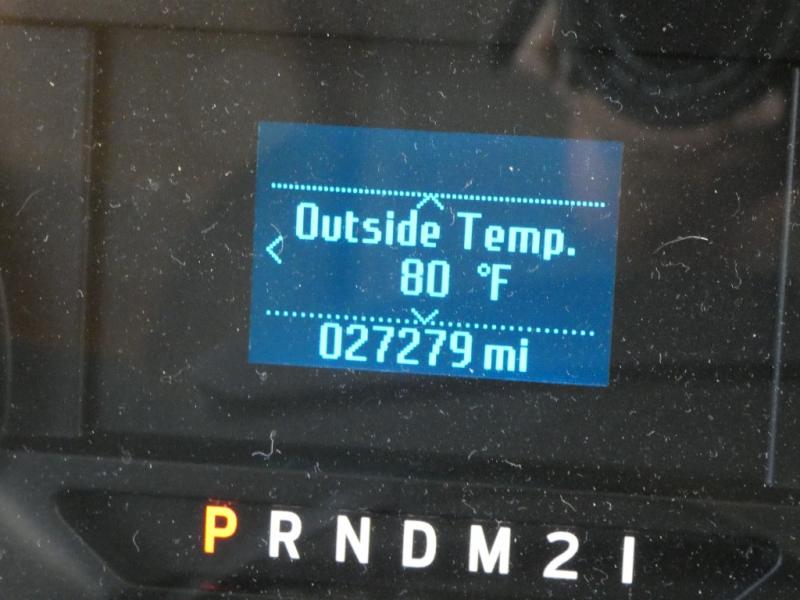 Outside Temp.
80 °F
027279 mi
P R N D M 2 1